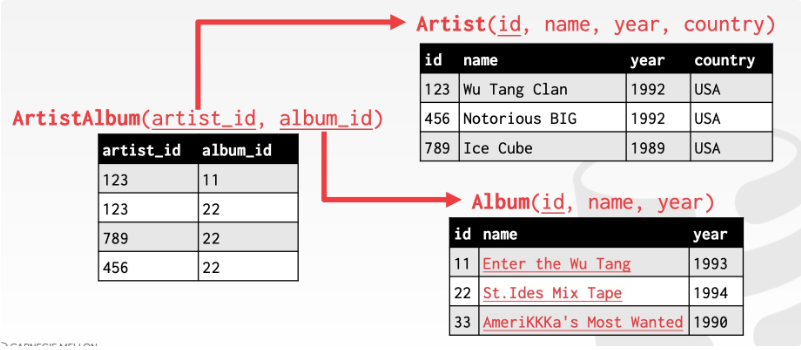 Artist(id, name, year, country)
id name year country
123 Wu Tang Clan 1992 USA
456 Notorious BIG 1992 USA
789 Ice Cube 1989 USA
ArtistAlbum(artist_id, album_id)
artist_id album_id
123 11
123 22
789 22
456 22
Album(id, name, year)
id name year
11 Enter the Wu Tang 1993
22 St.Ides Mix Tape 1994
33 AmeriKKKa's Most Wanted 1990